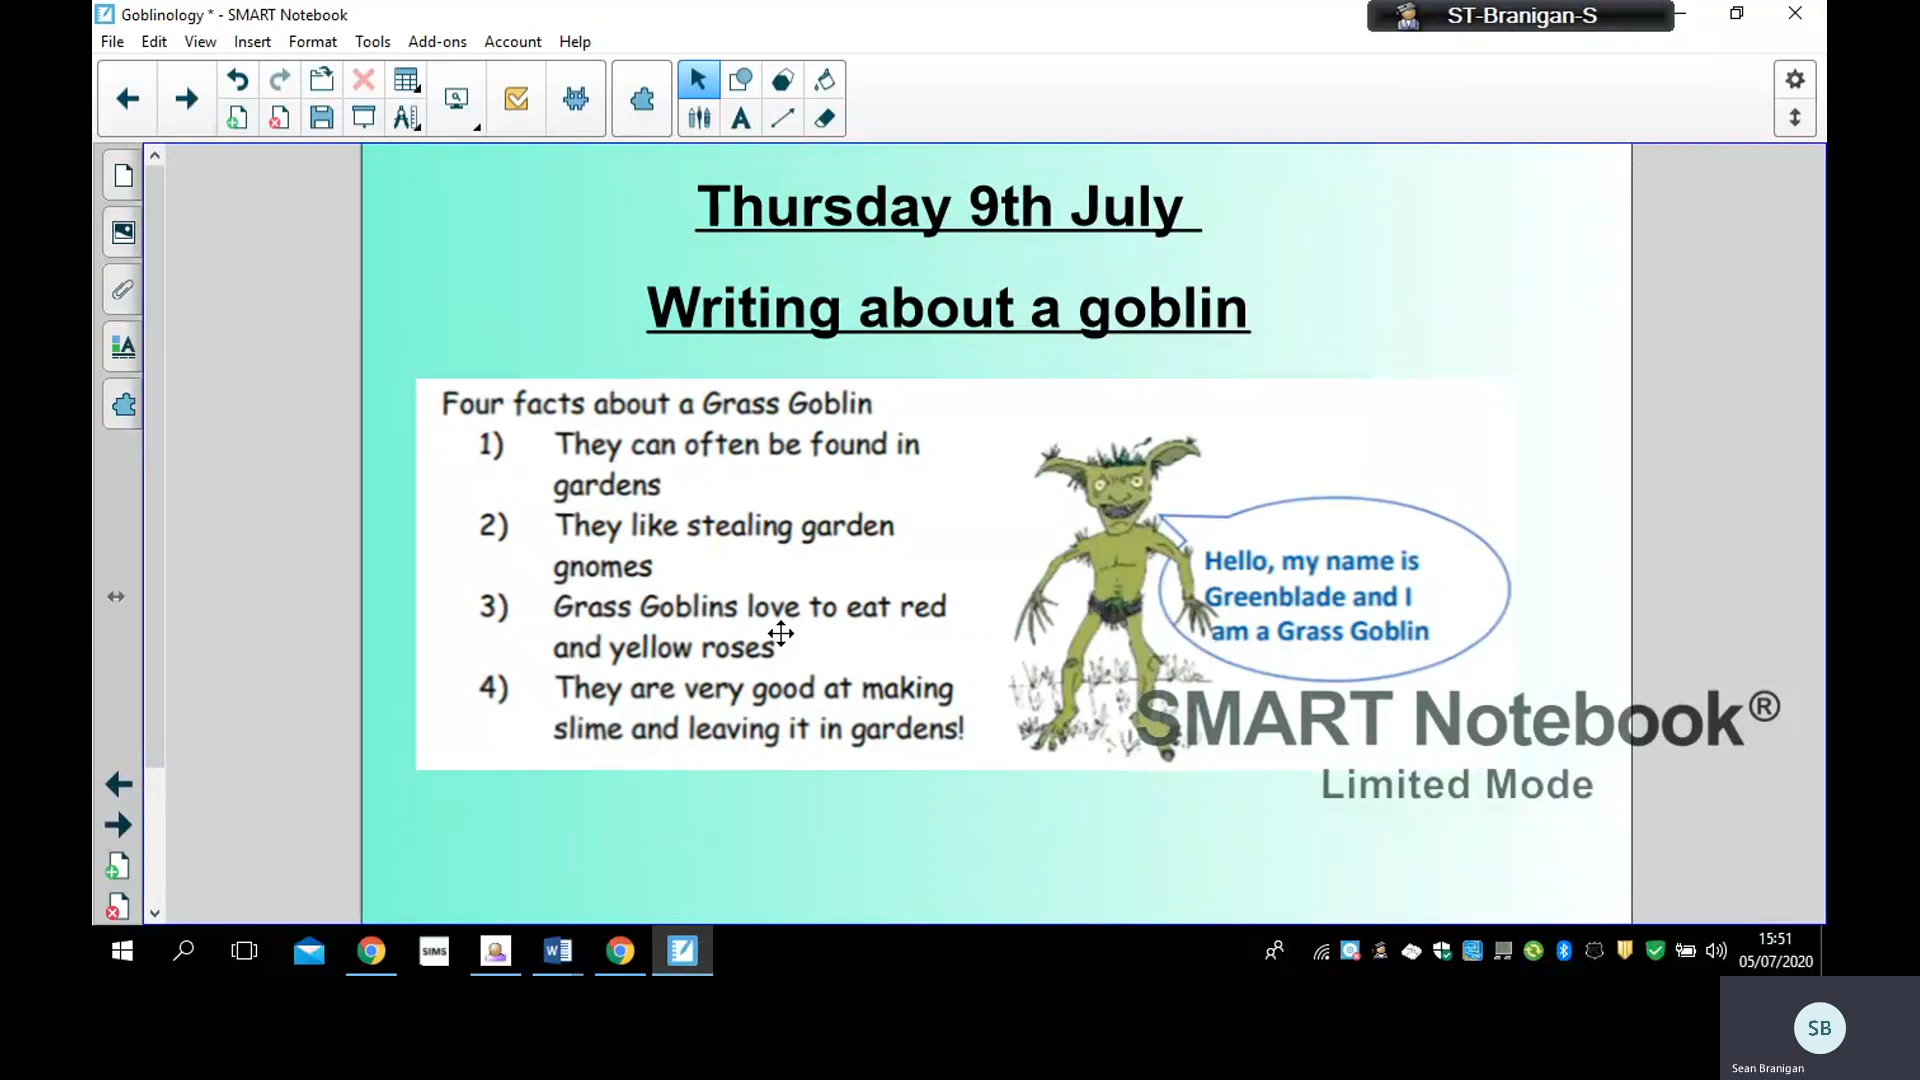 Goblinology * - SMART Notebook
ST-Branigan-S
File Edit View Insert Format Tools Add-ons Account Help
Thursday 9th July
Writing about a goblin
Four facts about a Grass Goblin
1) They can often be found in
gardens
2) They like stealing garden
gnomes
3) Grass Goblins love to eat red
and yellow roses
4) They are very good at making
slime and leaving it in gardens!
Hello, my name is
Greenblade and I
am a Grass Goblin
SMART Notebook®
Limited Mode
SIMS
15:51
05/07/2020
SB
Sean Branigan